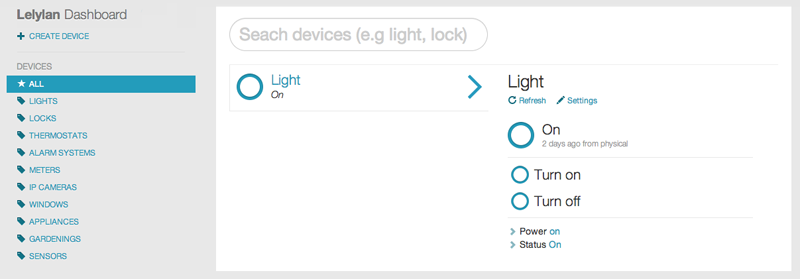 Lelylan Dashboard
CREATE DEVICE
DEVICES
ALL
LIGHTS
LOCKS
THERMOSTATS
ALARM SYSTEMS
METERS
IP CAMERAS
WINDOWS
APPLIANCES
GARDENINGS
SENSORS
Seach devices (e.g light, lock)
Light
On
Light
Refresh Settings
On
2 days ago from physical
Turn on
Turn off
Power on
Status On